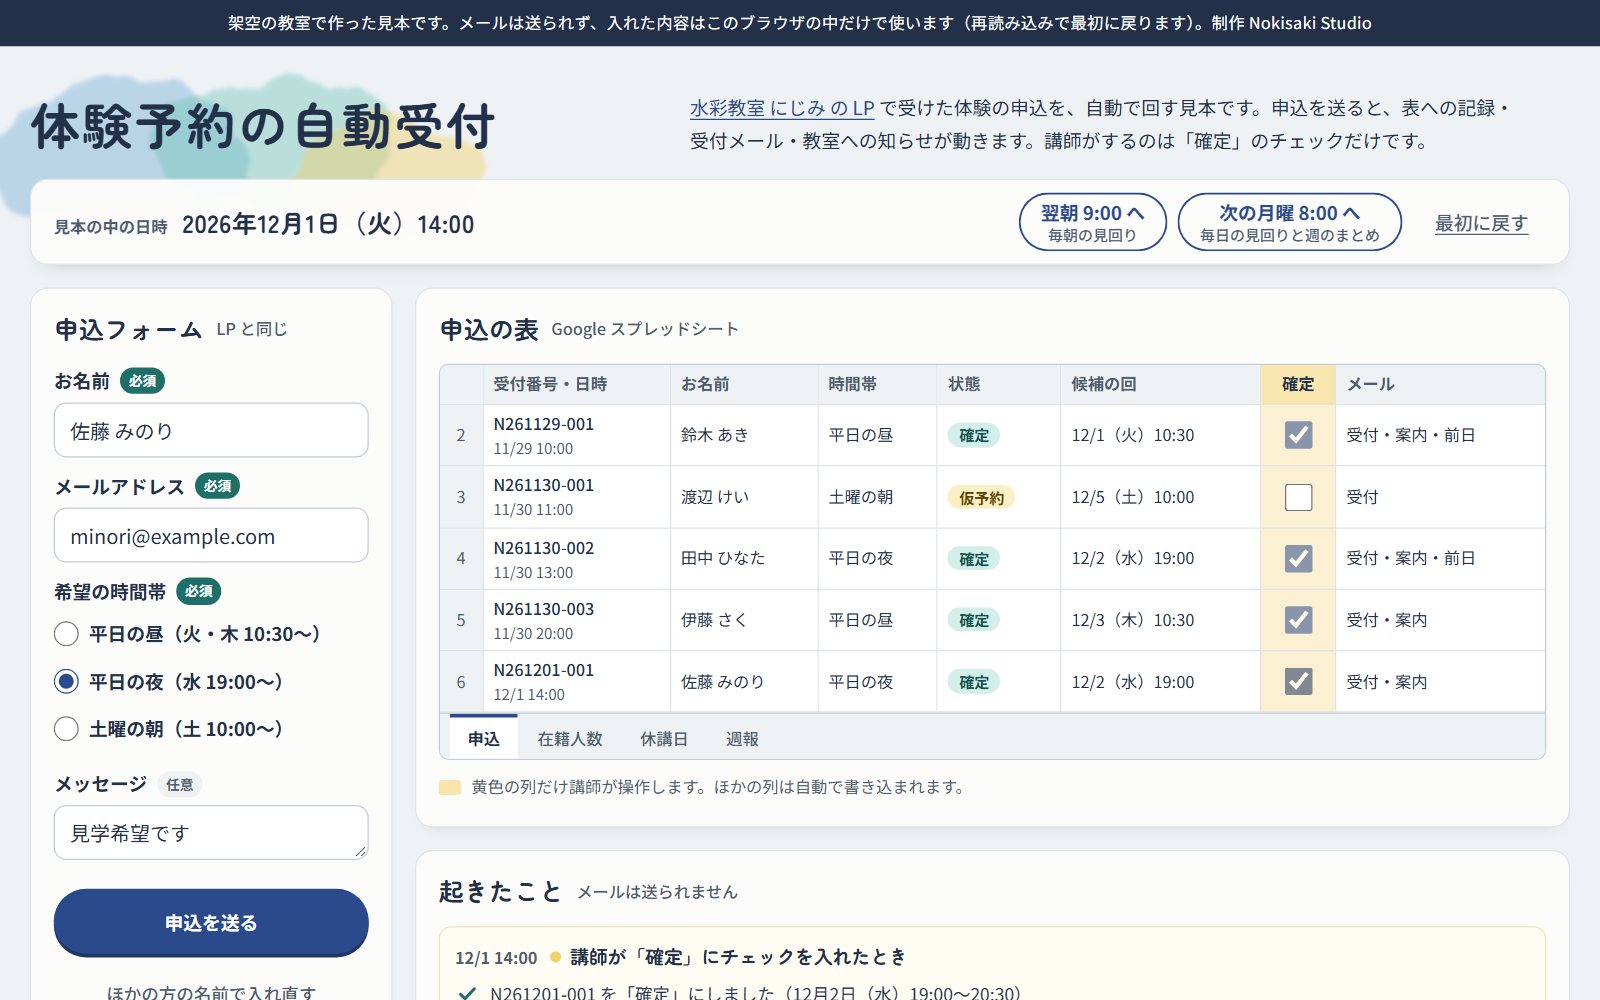 架空の教室で作った見本です。メールは送られず、入れた内容はこのブラウザの中だけで使います（再読み込みで最初に戻ります）。制作 Nokisaki Studio
体験予約の自動受付
水彩教室 にじみ の LP で受けた体験の申込を、自動で回す見本です。申込を送ると、表への記録・
受付メール・教室への知らせが動きます。講師がするのは「確定」のチェックだけです。
見本の中の日時 2026年12月1日（火）14:00
翌朝 9:00 へ
毎朝の見回り
次の月曜 8:00 へ
毎日の見回りと週のまとめ
最初に戻す
申込フォーム LP と同じ
お名前 必須
佐藤 みのり
メールアドレス 必須
minori@example.com
希望の時間帯 必須
平日の昼（火・木 10:30〜）
平日の夜（水 19:00〜）
土曜の朝（土 10:00〜）
メッセージ 任意
見学希望です
申込を送る
ほかの方の名前で入れ直す
申込の表 Google スプレッドシート
受付番号・日時 お名前 時間帯 状態 候補の回 確定 メール
2 N261129-001 11/29 10:00 鈴木 あき 平日の昼 確定 12/1（火）10:30 受付・案内・前日
3 N261130-001 11/30 11:00 渡辺 けい 土曜の朝 仮予約 12/5（土）10:00 受付
4 N261130-002 11/30 13:00 田中 ひなた 平日の夜 確定 12/2（水）19:00 受付・案内・前日
5 N261130-003 11/30 20:00 伊藤 さく 平日の昼 確定 12/3（木）10:30 受付・案内
6 N261201-001 12/1 14:00 佐藤 みのり 平日の夜 確定 12/2（水）19:00 受付・案内
申込 在籍人数 休講日 週報
黄色の列だけ講師が操作します。ほかの列は自動で書き込まれます。
起きたこと メールは送られません
12/1 14:00 講師が「確定」にチェックを入れたとき
N261201-001 を「確定」にしました（12月2日（水）19:00〜20:30）